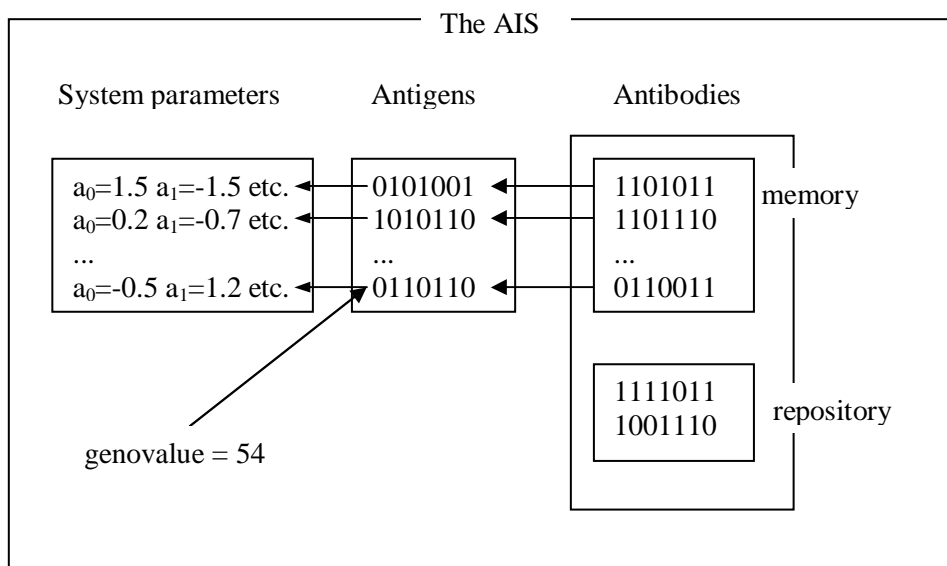 The AIS
System parameters
Antigens
Antibodies
a₀=1.5 a₁=-1.5 etc.
a₀=0.2 a₁=-0.7 etc.
...
a₀=-0.5 a₁=1.2 etc.
0101001
1010110
...
0110110
1101011
1101110
...
0110011
memory
1111011
1001110
repository
genovalue = 54